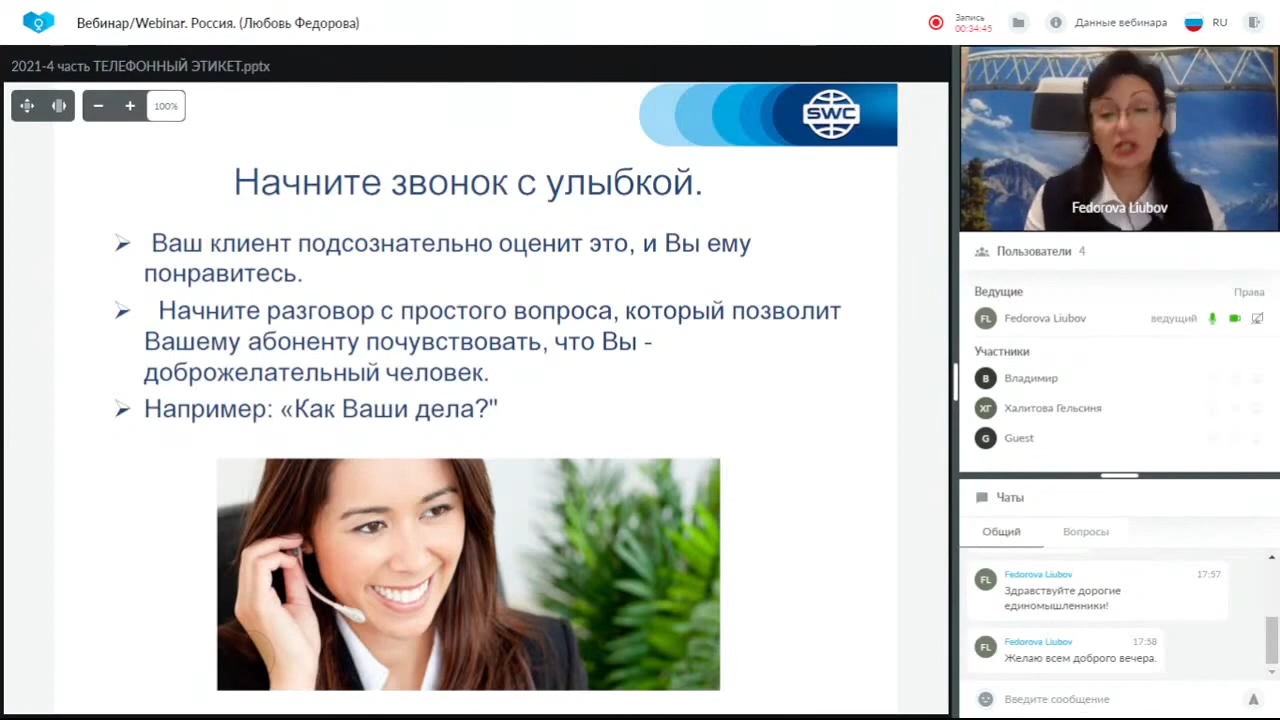 Вебинар/Webinar. Россия. (Любовь Федорова)
Запись
00:34:45
Данные вебинара
RU
2021-4 часть ТЕЛЕФОННЫЙ ЭТИКЕТ.pptx
100%
SWC
Начните звонок с улыбкой.
Ваш клиент подсознательно оценит это, и Вы ему
понравитесь.
Начните разговор с простого вопроса, который позволит
Вашему абоненту почувствовать, что Вы -
доброжелательный человек.
Например: «Как Ваши дела?"
Fedorova Liubov
Пользователи 4
Ведущие Права
FL Fedorova Liubov ведущий
Участники
В Владимир
ХГ Халитова Гельсиня
G Guest
Чаты
Общий Вопросы
FL Fedorova Liubov 17:57
Здравствуйте дорогие
единомышленники!
FL Fedorova Liubov 17:58
Желаю всем доброго вечера.
Введите сообщение